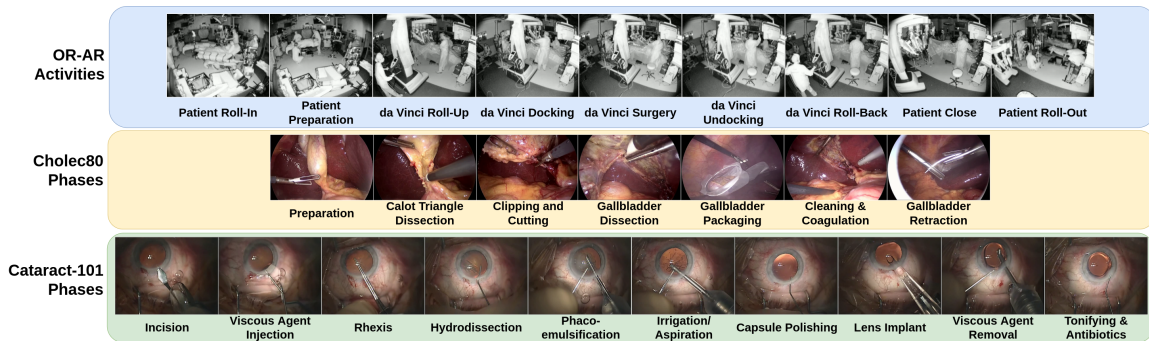 OR-AR
Activities
Patient Roll-In
Patient
Preparation
da Vinci Roll-Up
da Vinci Docking
da Vinci Surgery
da Vinci
Undocking
da Vinci Roll-Back
Patient Close
Patient Roll-Out
Cholec80
Phases
Preparation
Calot Triangle
Dissection
Clipping and
Cutting
Gallbladder
Dissection
Gallbladder
Packaging
Cleaning &
Coagulation
Gallbladder
Retraction
Cataract-101
Phases
Incision
Viscous Agent
Injection
Rhexis
Hydrodissection
Phaco-
emulsification
Irrigation/
Aspiration
Capsule Polishing
Lens Implant
Viscous Agent
Removal
Tonifying &
Antibiotics